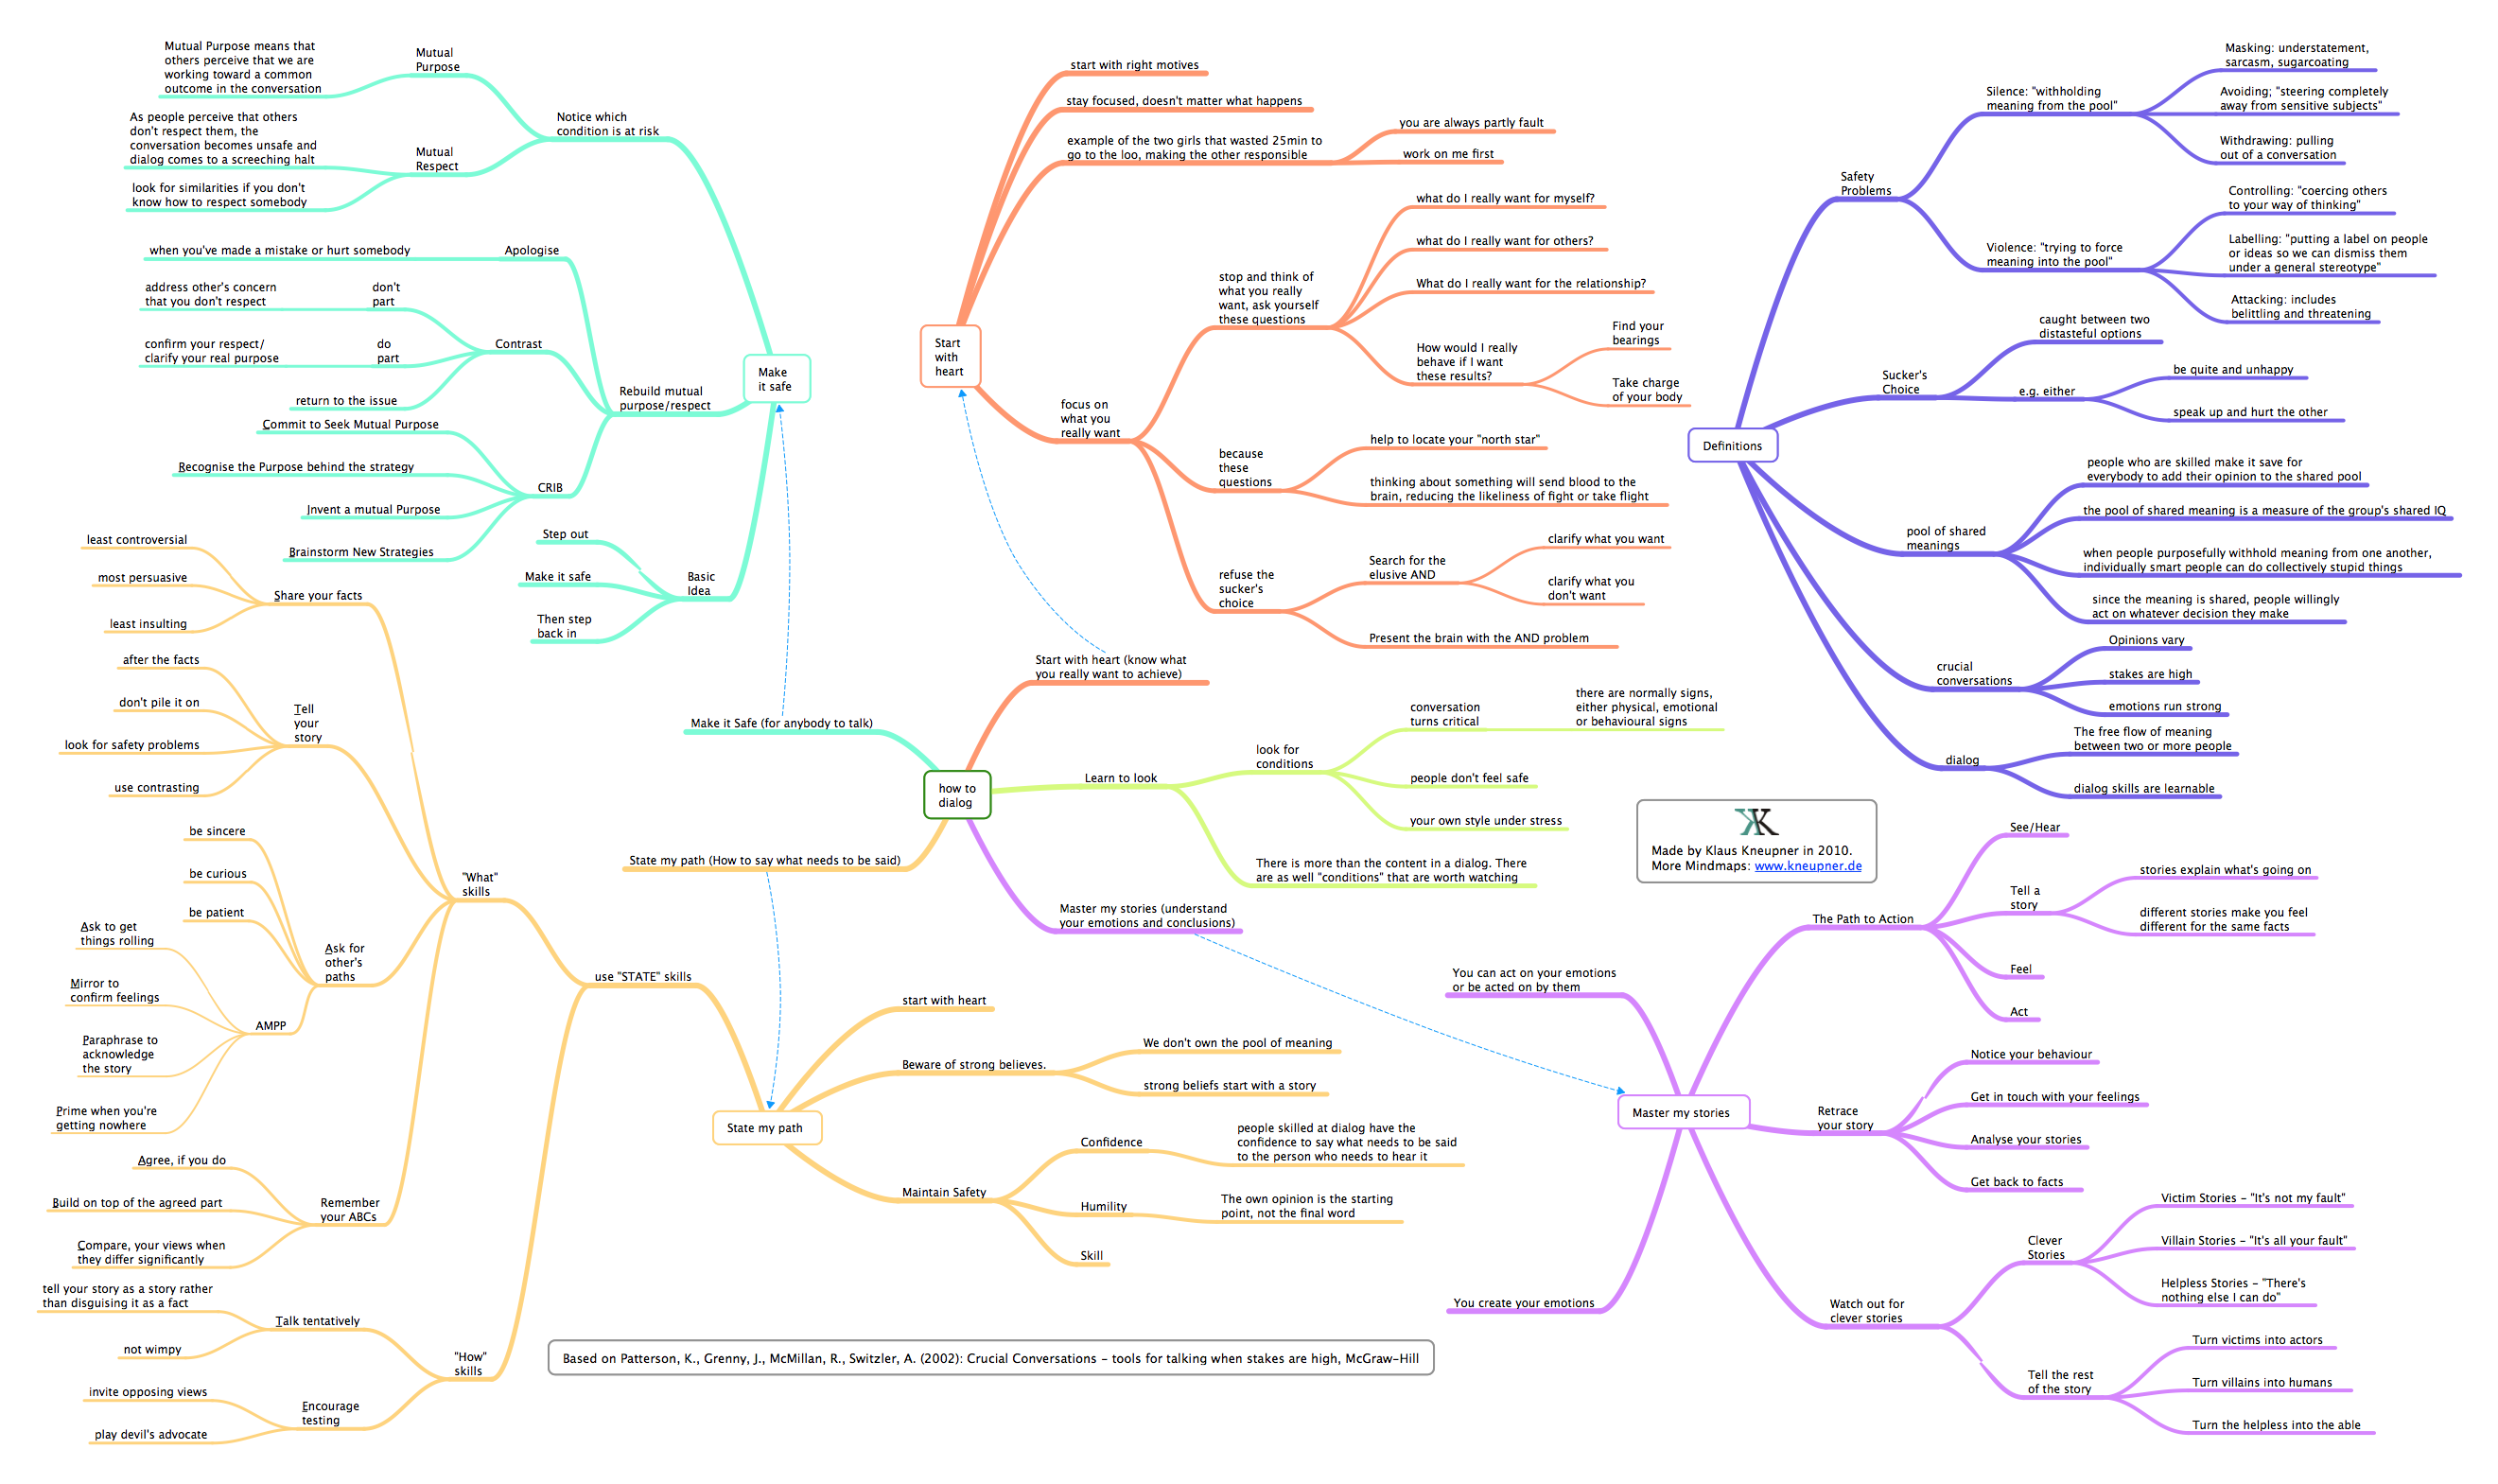 Mutual Purpose means that
others perceive that we are
working toward a common
outcome in the conversation
Mutual
Purpose
As people perceive that others
don't respect them, the
conversation becomes unsafe and
dialog comes to a screeching halt
look for similarities if you don't
know how to respect somebody
Mutual
Respect
Notice which
condition is at risk
when you've made a mistake or hurt somebody
Apologise
address other's concern
that you don't respect
don't
part
confirm your respect/
clarify your real purpose
do
part
return to the issue
Contrast
Commit to Seek Mutual Purpose
Recognise the Purpose behind the strategy
Invent a mutual Purpose
Brainstorm New Strategies
CRIB
Rebuild mutual
purpose/respect
Step out
Make it safe
Then step
back in
Basic
Idea
Make
it safe
Start
with
heart
start with right motives
stay focused, doesn't matter what happens
example of the two girls that wasted 25min to
go to the loo, making the other responsible
you are always partly fault
work on me first
focus on
what you
really want
stop and think of
what you really
want, ask yourself
these questions
what do I really want for myself?
what do I really want for others?
What do I really want for the relationship?
How would I really
behave if I want
these results?
Find your
bearings
Take charge
of your body
because
these
questions
help to locate your "north star"
thinking about something will send blood to the
brain, reducing the likeliness of fight or take flight
refuse the
sucker's
choice
Search for the
elusive AND
clarify what you want
clarify what you
don't want
Present the brain with the AND problem
Definitions
Safety
Problems
Silence: "withholding
meaning from the pool"
Masking: understatement,
sarcasm, sugarcoating
Avoiding; "steering completely
away from sensitive subjects"
Withdrawing: pulling
out of a conversation
Violence: "trying to force
meaning into the pool"
Controlling: "coercing others
to your way of thinking"
Labelling: "putting a label on people
or ideas so we can dismiss them
under a general stereotype"
Attacking: includes
belittling and threatening
Sucker's
Choice
caught between two
distasteful options
e.g. either
be quite and unhappy
speak up and hurt the other
pool of shared
meanings
people who are skilled make it save for
everybody to add their opinion to the shared pool
the pool of shared meaning is a measure of the group's shared IQ
when people purposefully withhold meaning from one another,
individually smart people can do collectively stupid things
since the meaning is shared, people willingly
act on whatever decision they make
crucial
conversations
Opinions vary
stakes are high
emotions run strong
dialog
The free flow of meaning
between two or more people
dialog skills are learnable
how to
dialog
Start with heart (know what
you really want to achieve)
Make it Safe (for anybody to talk)
Learn to look
look for
conditions
conversation
turns critical
there are normally signs,
either physical, emotional
or behavioural signs
people don't feel safe
your own style under stress
There is more than the content in a dialog. There
are as well "conditions" that are worth watching
State my path (How to say what needs to be said)
Master my stories (understand
your emotions and conclusions)
KK
Made by Klaus Kneupner in 2010.
More Mindmaps: www.kneupner.de
least controversial
most persuasive
least insulting
Share your facts
after the facts
don't pile it on
look for safety problems
use contrasting
Tell
your
story
be sincere
be curious
be patient
Ask to get
things rolling
Mirror to
confirm feelings
Paraphrase to
acknowledge
the story
Prime when you're
getting nowhere
AMPP
Ask for
other's
paths
Agree, if you do
Build on top of the agreed part
Compare, your views when
they differ significantly
Remember
your ABCs
"What"
skills
tell your story as a story rather
than disguising it as a fact
not wimpy
Talk tentatively
invite opposing views
play devil's advocate
Encourage
testing
"How"
skills
use "STATE" skills
State my path
start with heart
Beware of strong believes.
We don't own the pool of meaning
strong beliefs start with a story
Maintain Safety
Confidence
people skilled at dialog have the
confidence to say what needs to be said
to the person who needs to hear it
Humility
The own opinion is the starting
point, not the final word
Skill
Master my stories
You can act on your emotions
or be acted on by them
You create your emotions
The Path to Action
See/Hear
Tell a
story
stories explain what's going on
different stories make you feel
different for the same facts
Feel
Act
Retrace
your story
Notice your behaviour
Get in touch with your feelings
Analyse your stories
Get back to facts
Watch out for
clever stories
Clever
Stories
Victim Stories – "It's not my fault"
Villain Stories – "It's all your fault"
Helpless Stories – "There's
nothing else I can do"
Tell the rest
of the story
Turn victims into actors
Turn villains into humans
Turn the helpless into the able
Based on Patterson, K., Grenny, J., McMillan, R., Switzler, A. (2002): Crucial Conversations – tools for talking when stakes are high, McGraw-Hill